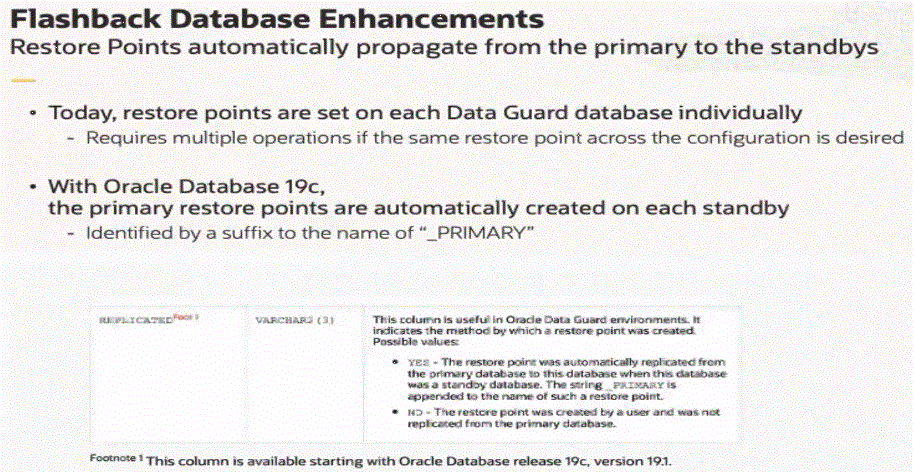 Flashback Database Enhancements
Restore Points automatically propagate from the primary to the standbys
• Today, restore points are set on each Data Guard database individually
- Requires multiple operations if the same restore point across the configuration is desired
• With Oracle Database 19c,
the primary restore points are automatically created on each standby
- Identified by a suffix to the name of “_PRIMARY”
REPLICATED Foot 1
VARCHAR2 (3)
This column is useful in Oracle Data Guard environments. It
indicates the method by which a restore point was created.
Possible values:
• YES - The restore point was automatically replicated from
the primary database to this database when this database
was a standby database. The string _PRIMARY is
appended to the name of such a restore point.
• NO - The restore point was created by a user and was not
replicated from the primary database.
Footnote 1 This column is available starting with Oracle Database release 19c, version 19.1.